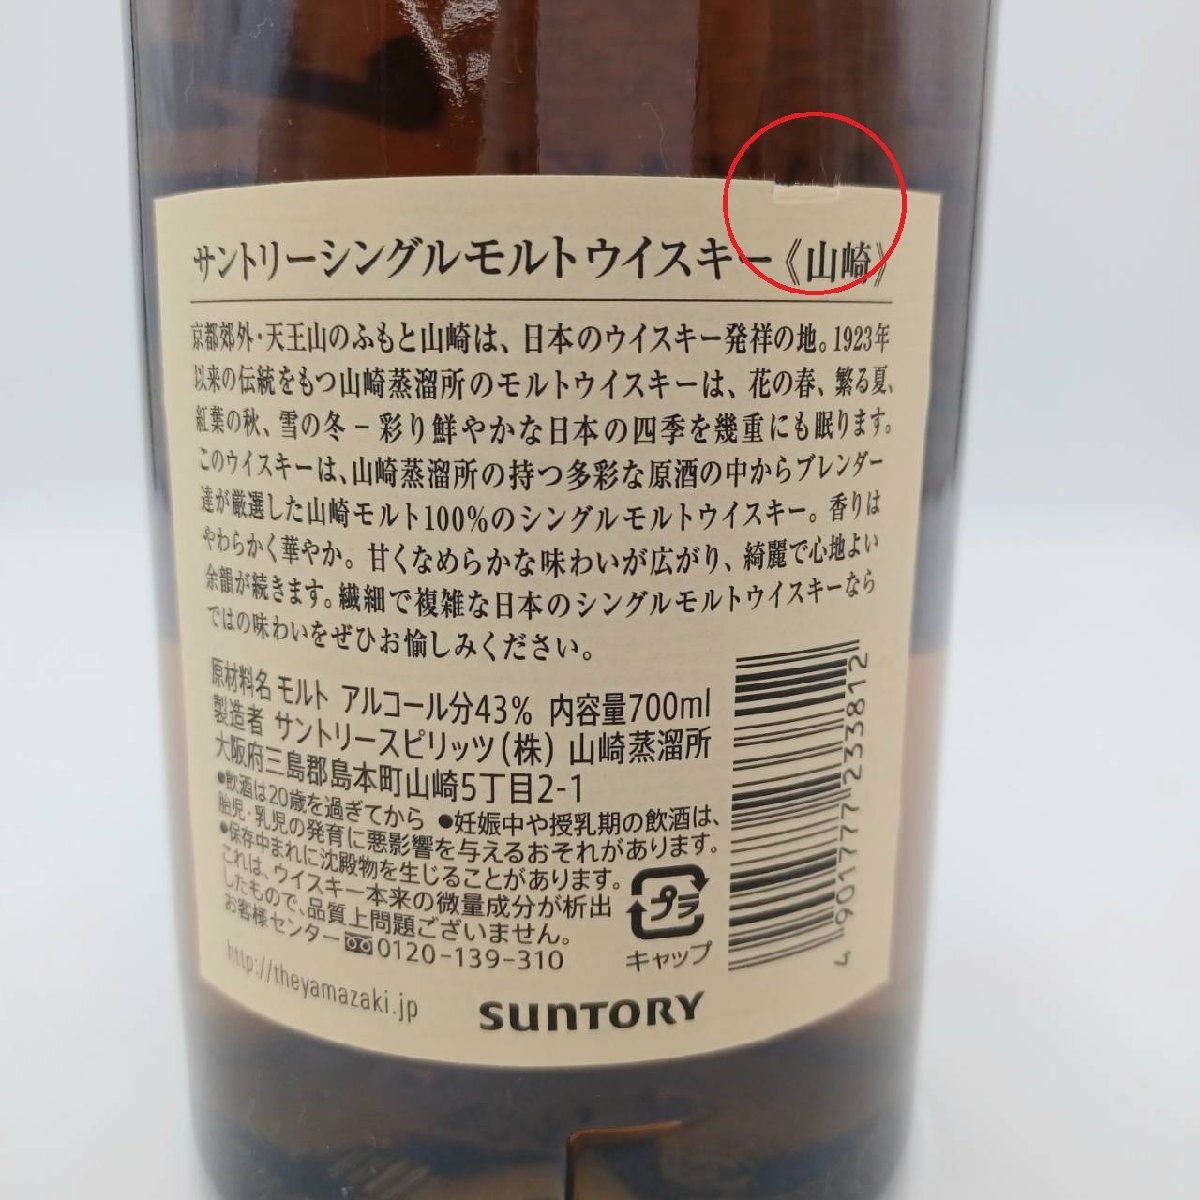 サントリーシングルモルトウイスキー《山崎》
京都郊外・天王山のふもと山崎は、日本のウイスキー発祥の地。1923年
以来の伝統をもつ山崎蒸溜所のモルトウイスキーは、花の春、繁る夏、
紅葉の秋、雪の冬－彩り鮮やかな日本の四季を幾重にも眠ります。
このウイスキーは、山崎蒸溜所の持つ多彩な原酒の中からブレンダー
達が厳選した山崎モルト100%のシングルモルトウイスキー。香りは
やわらかく華やか。甘くなめらかな味わいが広がり、綺麗で心地よい
余韻が続きます。繊細で複雑な日本のシングルモルトウイスキーなら
ではの味わいをぜひお愉しみください。
原材料名 モルト アルコール分43% 内容量700ml
製造者 サントリースピリッツ(株) 山崎蒸溜所
大阪府三島郡島本町山崎5丁目2-1
●飲酒は20歳を過ぎてから ●妊娠中や授乳期の飲酒は、
胎児・乳児の発育に悪影響を与えるおそれがあります。
●保存中まれに沈殿物を生じることがあります。
これは、ウイスキー本来の微量成分が析出
したもので、品質上問題ございません。
お客様センター 0120-139-310
http://theyamazaki.jp
プラ
キャップ
SUNTORY
4 901777 233812